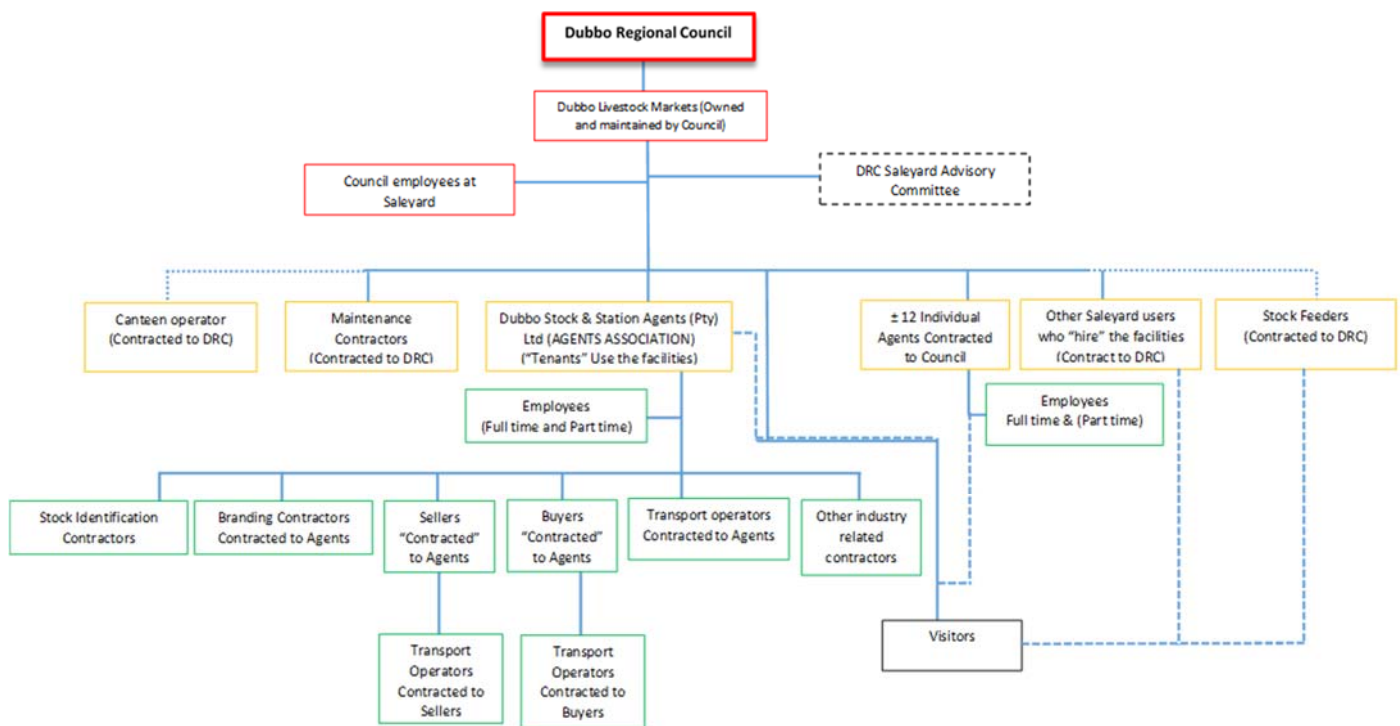 Dubbo Regional Council
Dubbo Livestock Markets (Owned
and maintained by Council)
Council employees at
Saleyard
DRC Saleyard Advisory
Committee
Canteen operator
(Contracted to DRC)
Maintenance
Contractors
(Contracted to DRC)
Dubbo Stock & Station Agents (Pty)
Ltd (AGENTS ASSOCIATION)
("Tenants" Use the facilities)
± 12 Individual
Agents Contracted
to Council
Other Saleyard users
who "hire" the facilities
(Contract to DRC)
Stock Feeders
(Contracted to DRC)
Employees
(Full time and Part time)
Employees
Full time & (Part time)
Stock Identification
Contractors
Branding Contractors
Contracted to Agents
Sellers
"Contracted"
to Agents
Buyers
"Contracted"
to Agents
Transport operators
Contracted to Agents
Other industry
related
contractors
Visitors
Transport
Operators
Contracted to
Sellers
Transport
Operators
Contracted to
Buyers